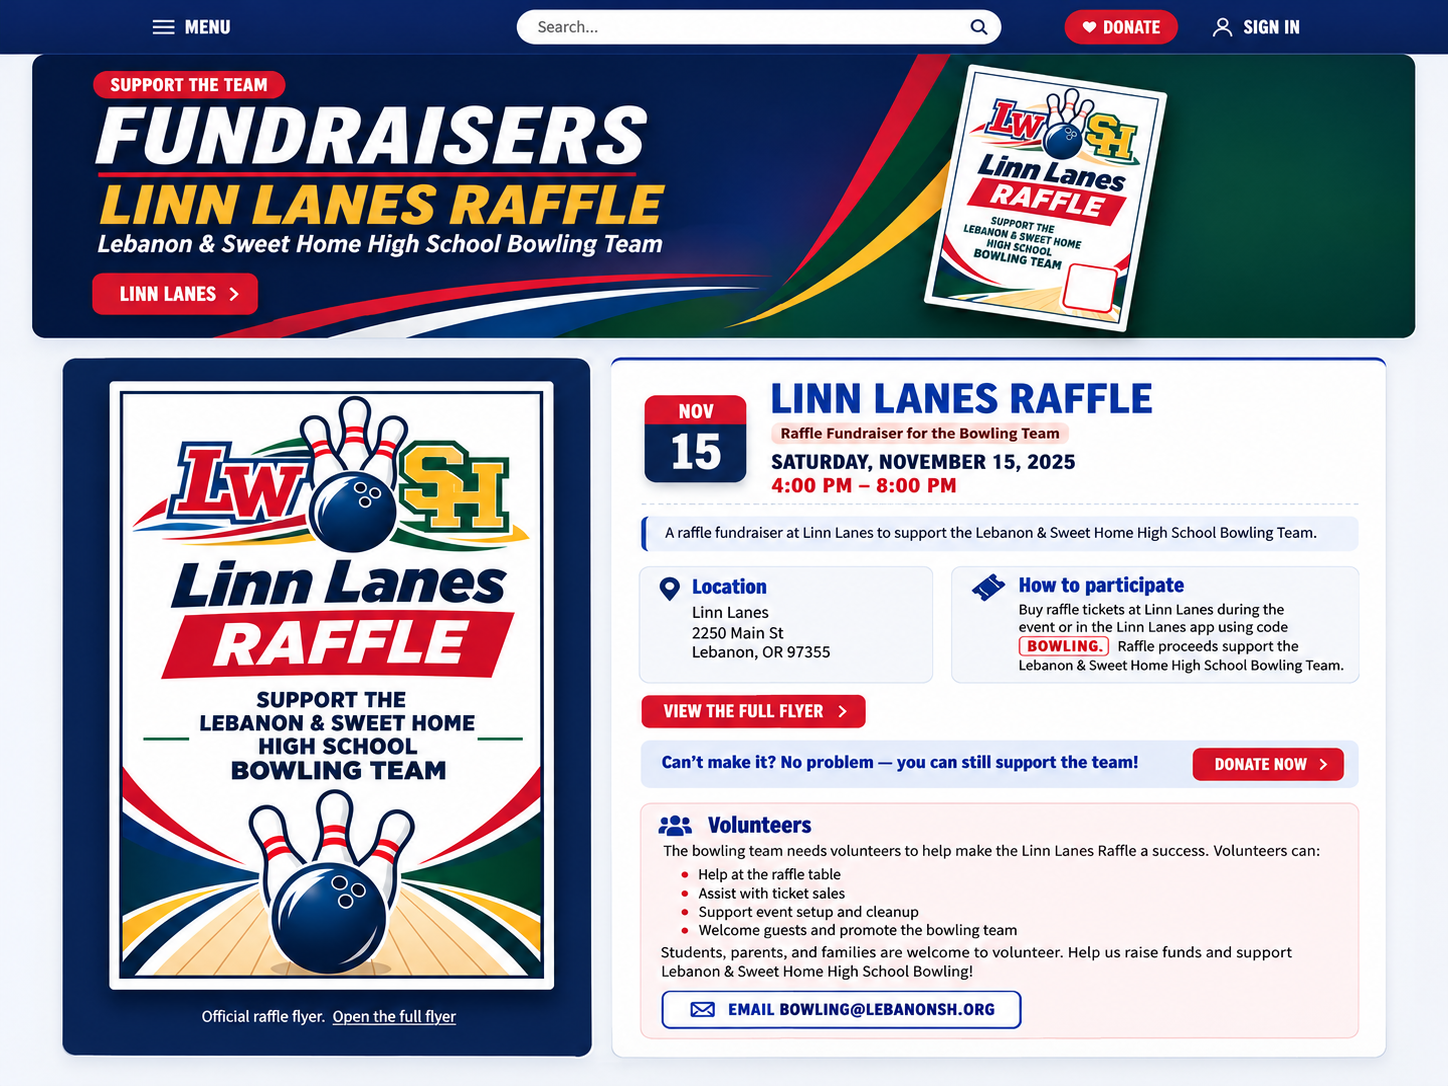 MENU
Search...
DONATE
SIGN IN
SUPPORT THE TEAM
FUNDRAISERS
LINN LANES RAFFLE
Lebanon & Sweet Home High School Bowling Team
LINN LANES
LW SH
Linn Lanes
RAFFLE
SUPPORT THE
LEBANON & SWEET HOME
HIGH SCHOOL
BOWLING TEAM
LW SH
Linn Lanes
RAFFLE
SUPPORT THE
LEBANON & SWEET HOME
HIGH SCHOOL
BOWLING TEAM
Official raffle flyer. Open the full flyer
NOV
15
LINN LANES RAFFLE
Raffle Fundraiser for the Bowling Team
SATURDAY, NOVEMBER 15, 2025
4:00 PM – 8:00 PM
A raffle fundraiser at Linn Lanes to support the Lebanon & Sweet Home High School Bowling Team.
Location
Linn Lanes
2250 Main St
Lebanon, OR 97355
How to participate
Buy raffle tickets at Linn Lanes during the
event or in the Linn Lanes app using code
BOWLING. Raffle proceeds support the
Lebanon & Sweet Home High School Bowling Team.
VIEW THE FULL FLYER
Can't make it? No problem — you can still support the team!
DONATE NOW
Volunteers
The bowling team needs volunteers to help make the Linn Lanes Raffle a success. Volunteers can:
• Help at the raffle table
• Assist with ticket sales
• Support event setup and cleanup
• Welcome guests and promote the bowling team
Students, parents, and families are welcome to volunteer. Help us raise funds and support
Lebanon & Sweet Home High School Bowling!
EMAIL BOWLING@LEBANONSH.ORG